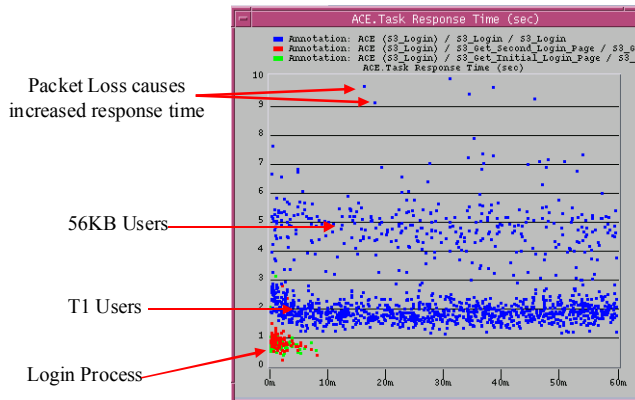 ACE.Task Response Time (sec)
Annotation: ACE (S3_Login) / S3_Login / S3_Login
Annotation: ACE (S3_Login) / S3_Get_Second_Login_Page / S3_G
Annotation: ACE (S3_Login) / S3_Get_Initial_Login_Page / S3_
ACE.Task Response Time (sec)
Packet Loss causes
increased response time
56KB Users
T1 Users
Login Process
10
9
8
7
6
5
4
3
2
1
0
0m 10m 20m 30m 40m 50m 60m